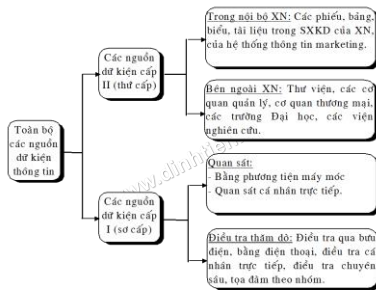 Trong nội bộ XN: Các phiếu, bảng,
biểu, tài liệu trong SXKD của XN,
của hệ thống thông tin marketing.
Các nguồn
dữ kiện cấp
II (thứ cấp)
Bên ngoài XN: Thư viện, các cơ
quan quản lý, cơ quan thương mại,
các trường Đại học, các viện
nghiên cứu.
Toàn bộ
các nguồn
dữ kiện
thông tin
Quan sát:
- Bằng phương tiện máy móc
- Quan sát cá nhân trực tiếp.
Các nguồn
dữ kiện cấp
I (sơ cấp)
Điều tra thăm dò: Điều tra qua bưu
điện, bằng điện thoại, điều tra cá
nhân trực tiếp, điều tra chuyên
sâu, tọa đàm theo nhóm.